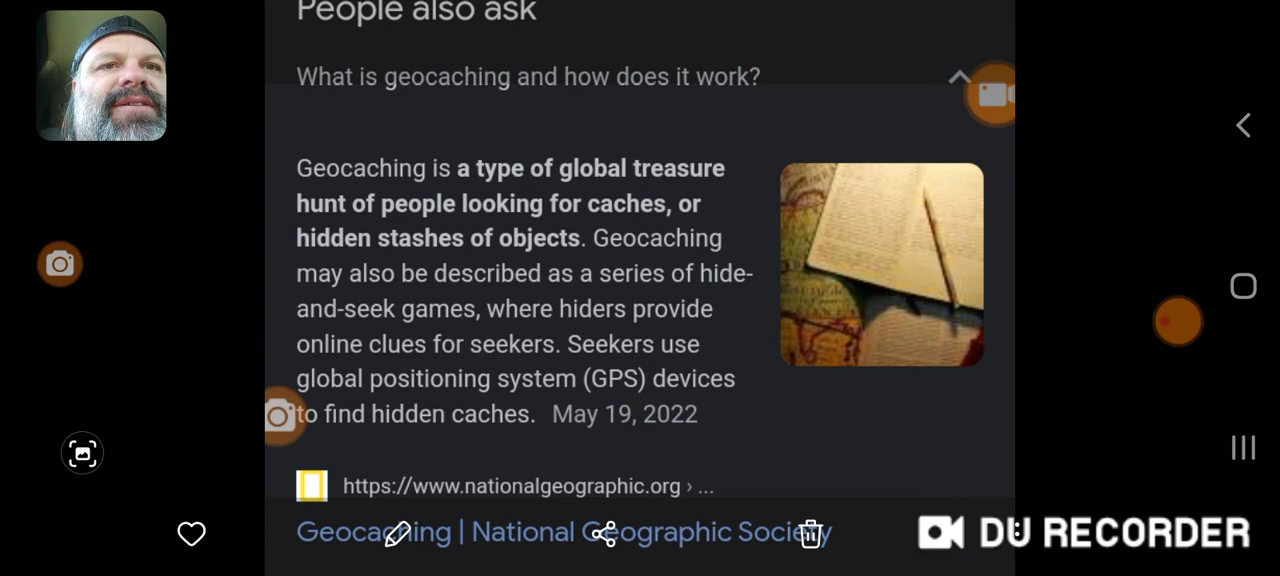 People also ask
What is geocaching and how does it work?
Geocaching is a type of global treasure
hunt of people looking for caches, or
hidden stashes of objects. Geocaching
may also be described as a series of hide-
and-seek games, where hiders provide
online clues for seekers. Seekers use
global positioning system (GPS) devices
to find hidden caches. May 19, 2022
https://www.nationalgeographic.org › ...
Geocaching | National Geographic Society
DU RECORDER